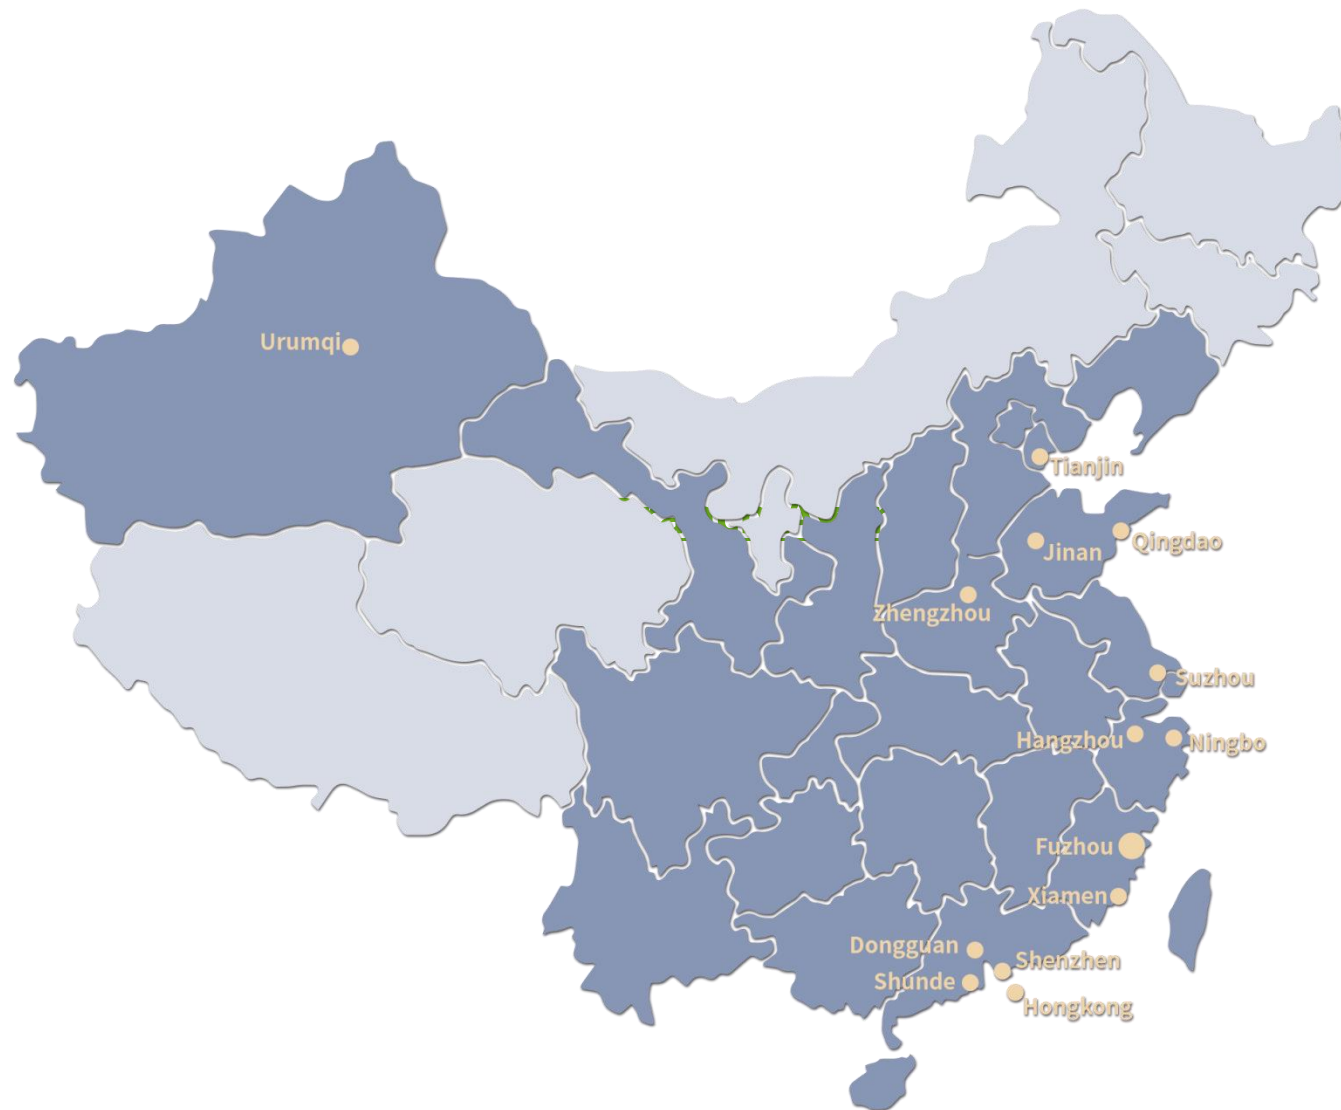 Urumqi
Tianjin
Qingdao
Jinan
Zhengzhou
Suzhou
Hangzhou
Ningbo
Fuzhou
Xiamen
Dongguan
Shenzhen
Shunde
Hongkong